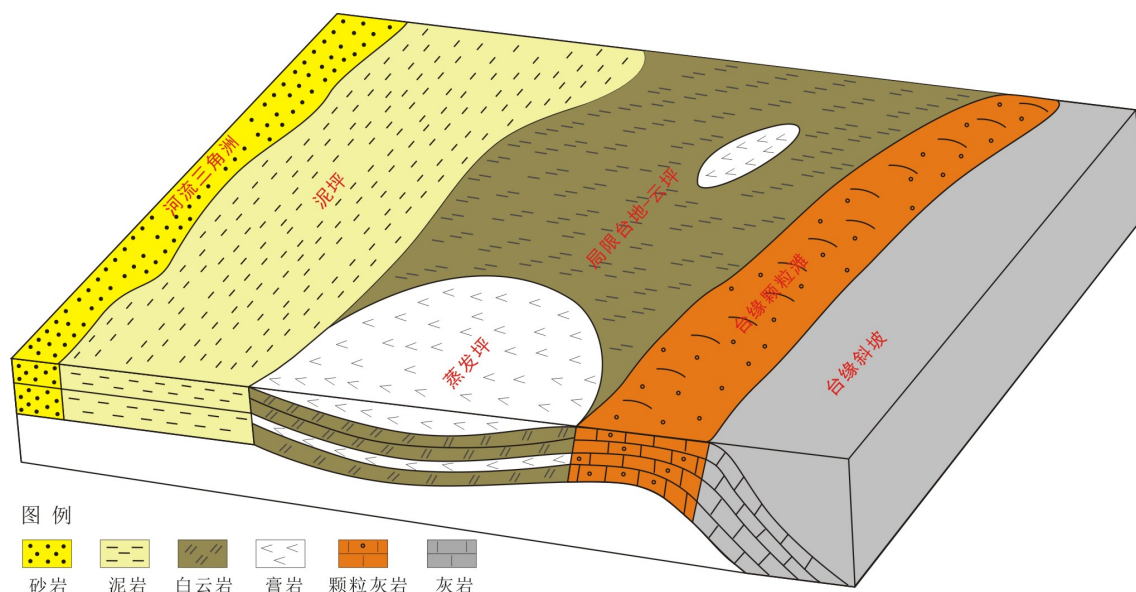 河流三角洲
泥坪
局限台地-云坪
蒸发坪
台缘颗粒滩
台缘斜坡
图 例
砂岩
泥岩
白云岩
膏岩
颗粒灰岩
灰岩